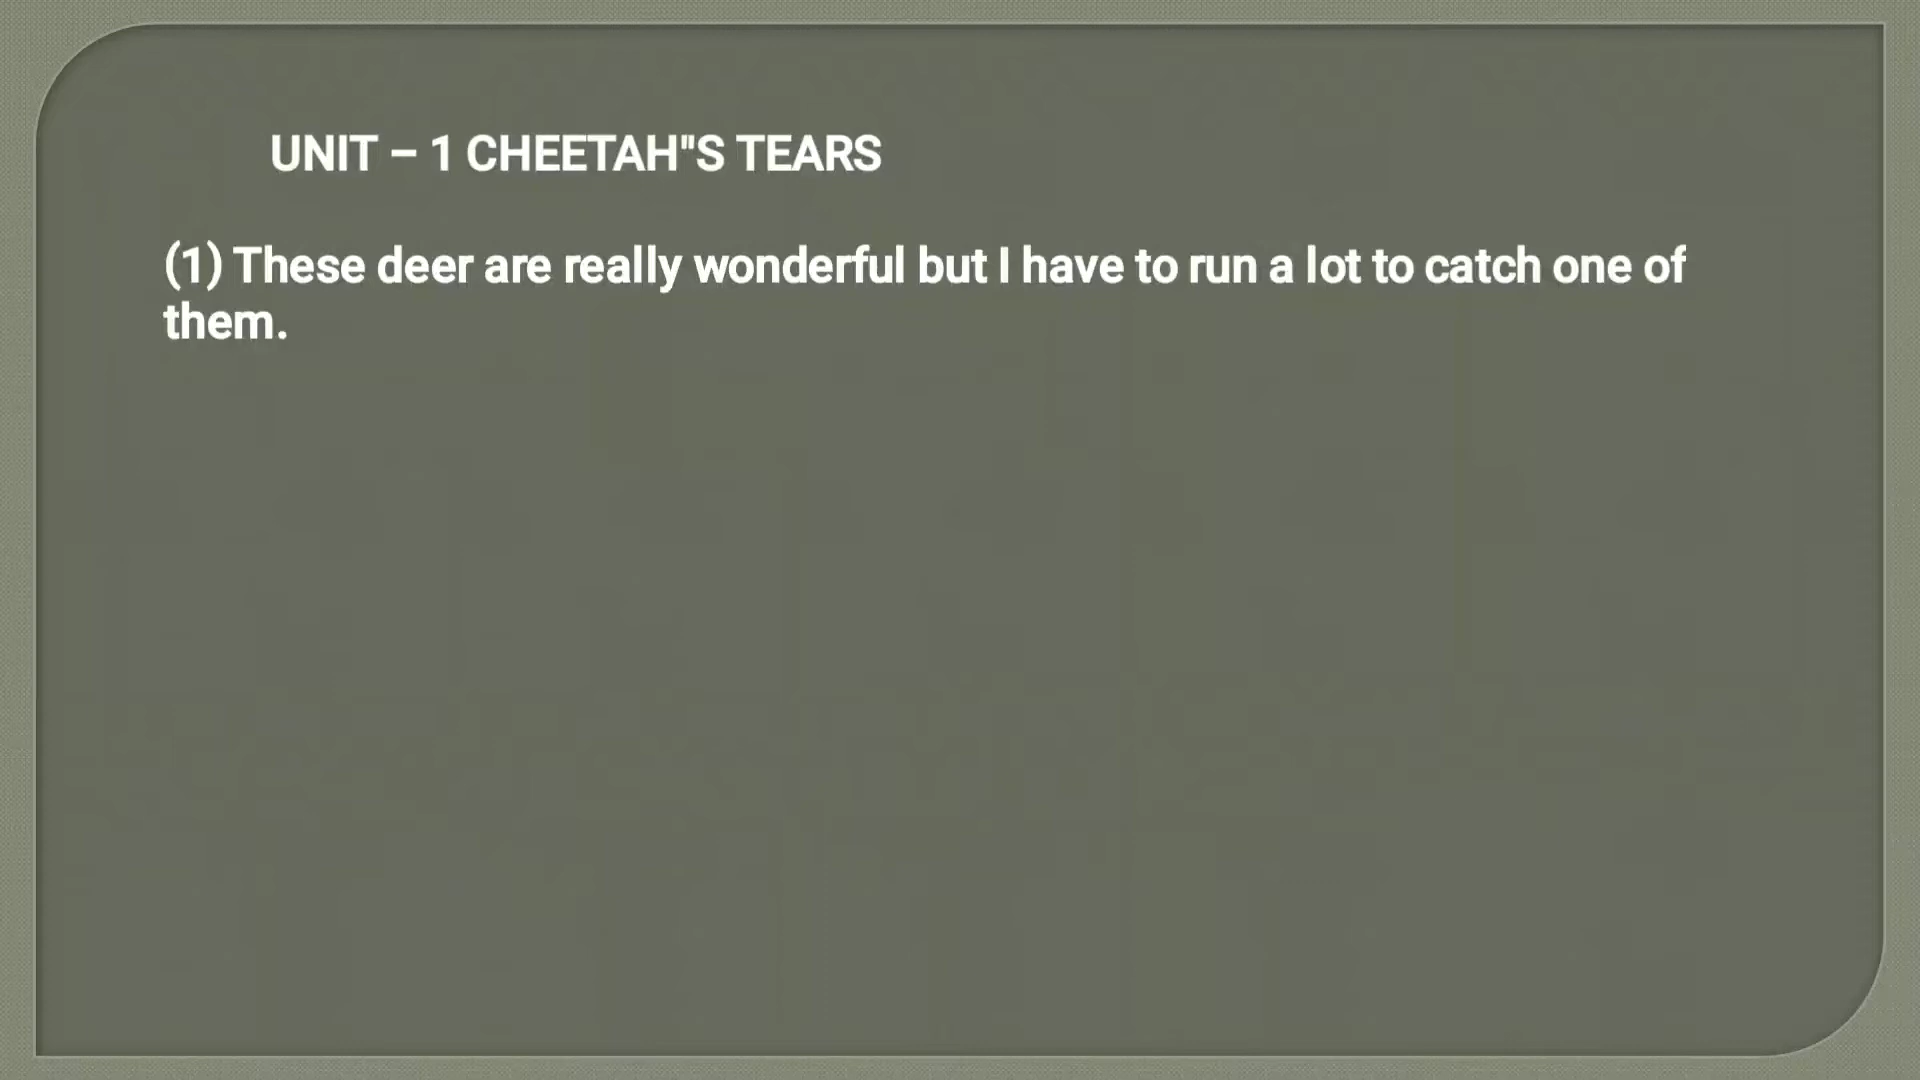 UNIT – 1 CHEETAH"S TEARS
(1) These deer are really wonderful but I have to run a lot to catch one of
them.